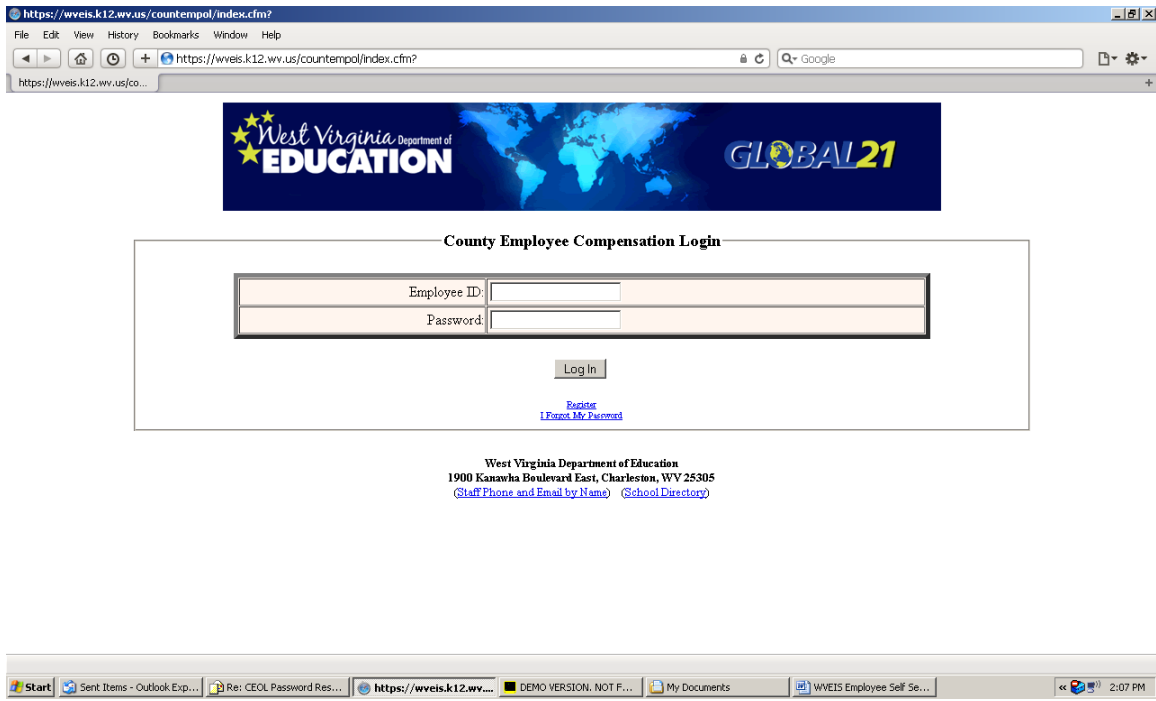 https://wveis.k12.wv.us/countempol/index.cfm?
File Edit View History Bookmarks Window Help
https://wveis.k12.wv.us/countempol/index.cfm?
Google
https://wveis.k12.wv.us/co...
West Virginia Department of
EDUCATION
GLOBAL21
County Employee Compensation Login
Employee ID:
Password:
Log In
Register
I Forgot My Password
West Virginia Department of Education
1900 Kanawha Boulevard East, Charleston, WV 25305
(Staff Phone and Email by Name) (School Directory)
Start Sent Items - Outlook Exp... Re: CEOL Password Res... https://wveis.k12.wv.... DEMO VERSION. NOT F... My Documents WVEIS Employee Self Se... 2:07 PM